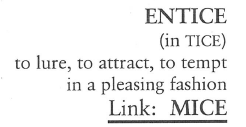 ENTICE
(in TICE)
to lure, to attract, to tempt
in a pleasing fashion
Link: MICE